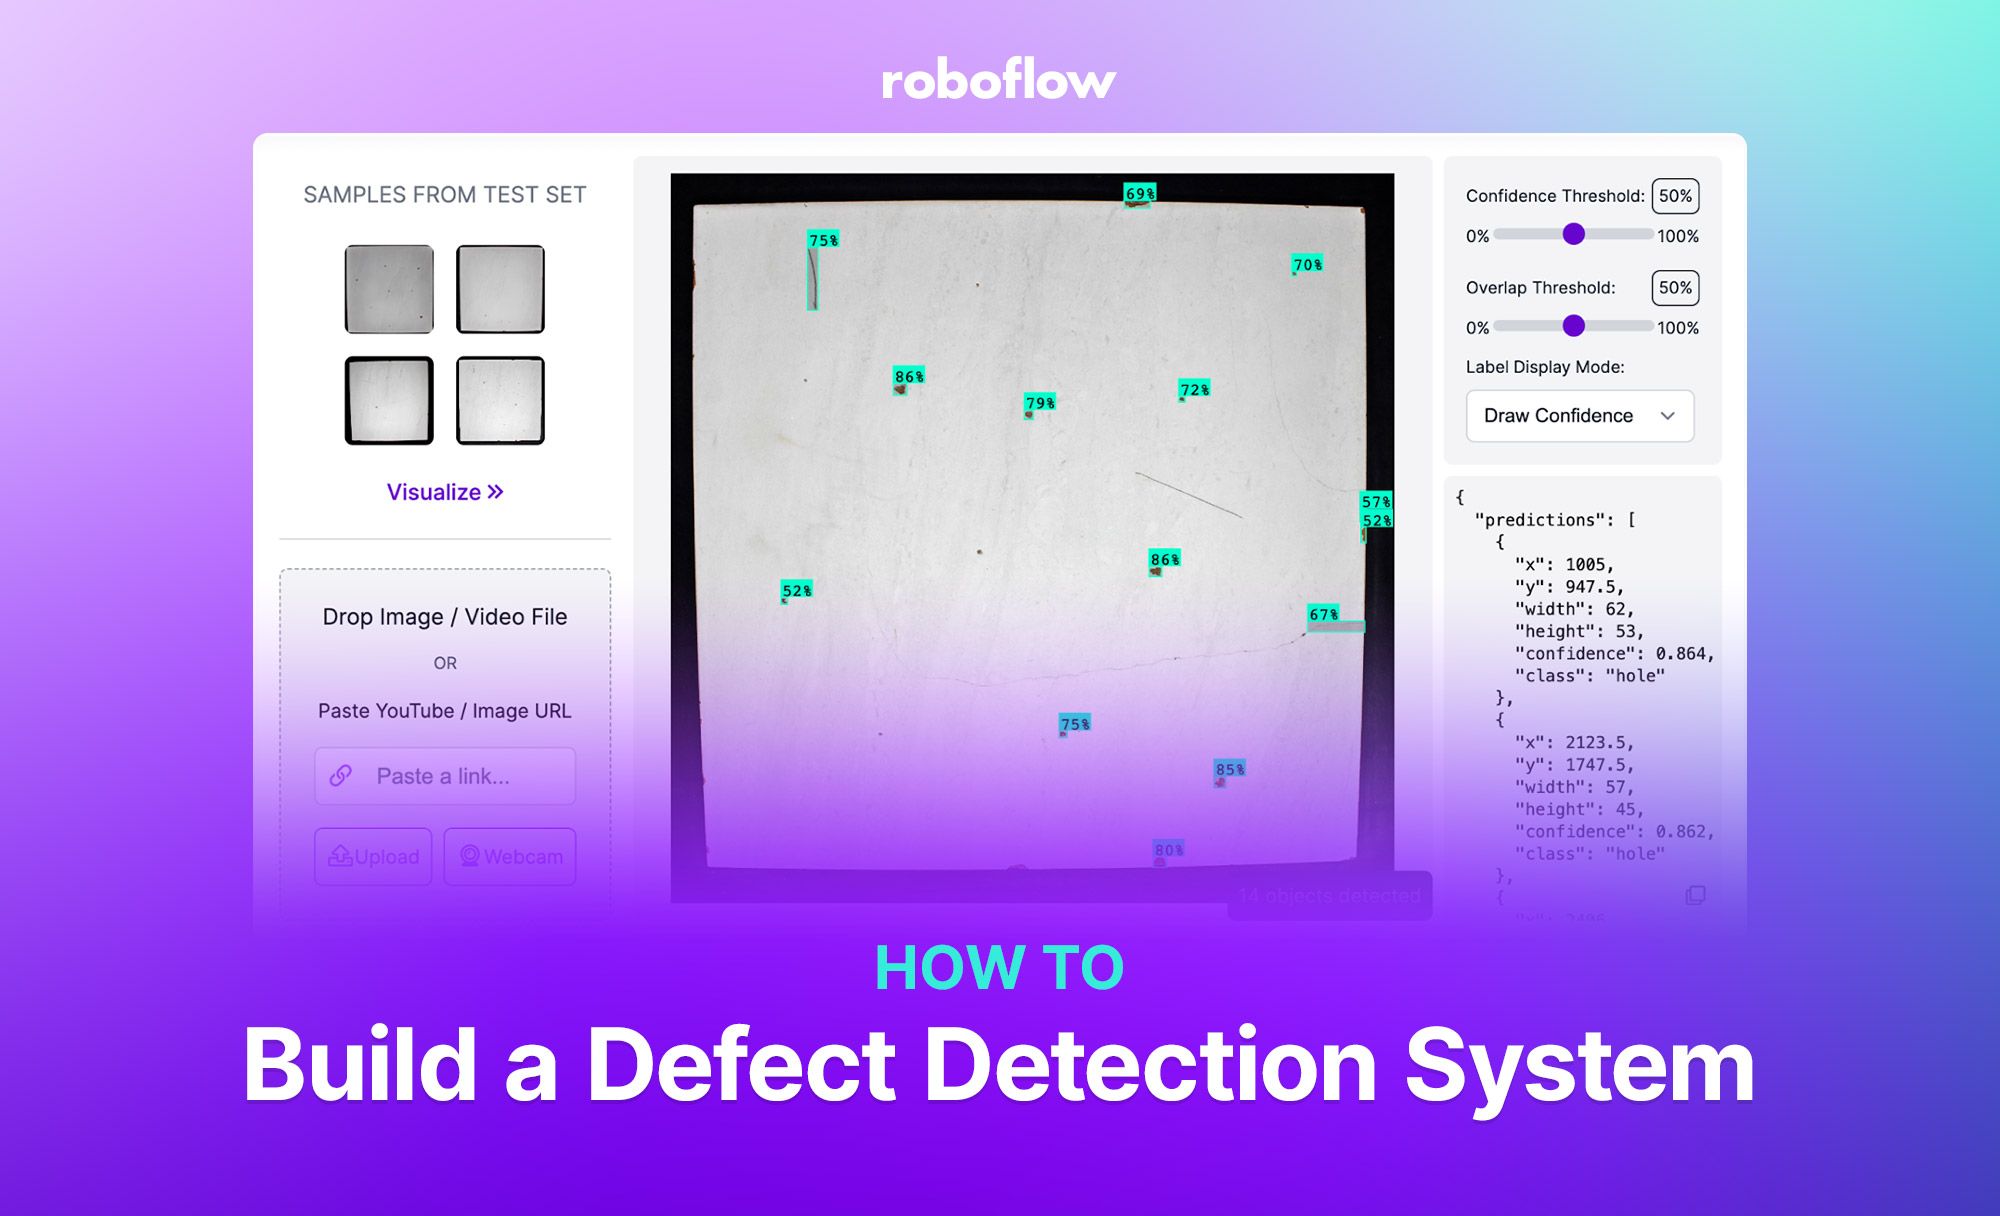 roboflow
SAMPLES FROM TEST SET
Visualize »
Drop Image / Video File
OR
Paste YouTube / Image URL
Paste a link...
Upload
Webcam
69%
75%
70%
86%
72%
79%
57%
52%
86%
52%
67%
75%
85%
80%
14 objects detected
Confidence Threshold: 50%
0% 100%
Overlap Threshold: 50%
0% 100%
Label Display Mode:
Draw Confidence
{
"predictions": [
{
"x": 1005,
"y": 947.5,
"width": 62,
"height": 53,
"confidence": 0.864,
"class": "hole"
},
{
"x": 2123.5,
"y": 1747.5,
"width": 57,
"height": 45,
"confidence": 0.862,
"class": "hole"
},
{
HOW TO
Build a Defect Detection System